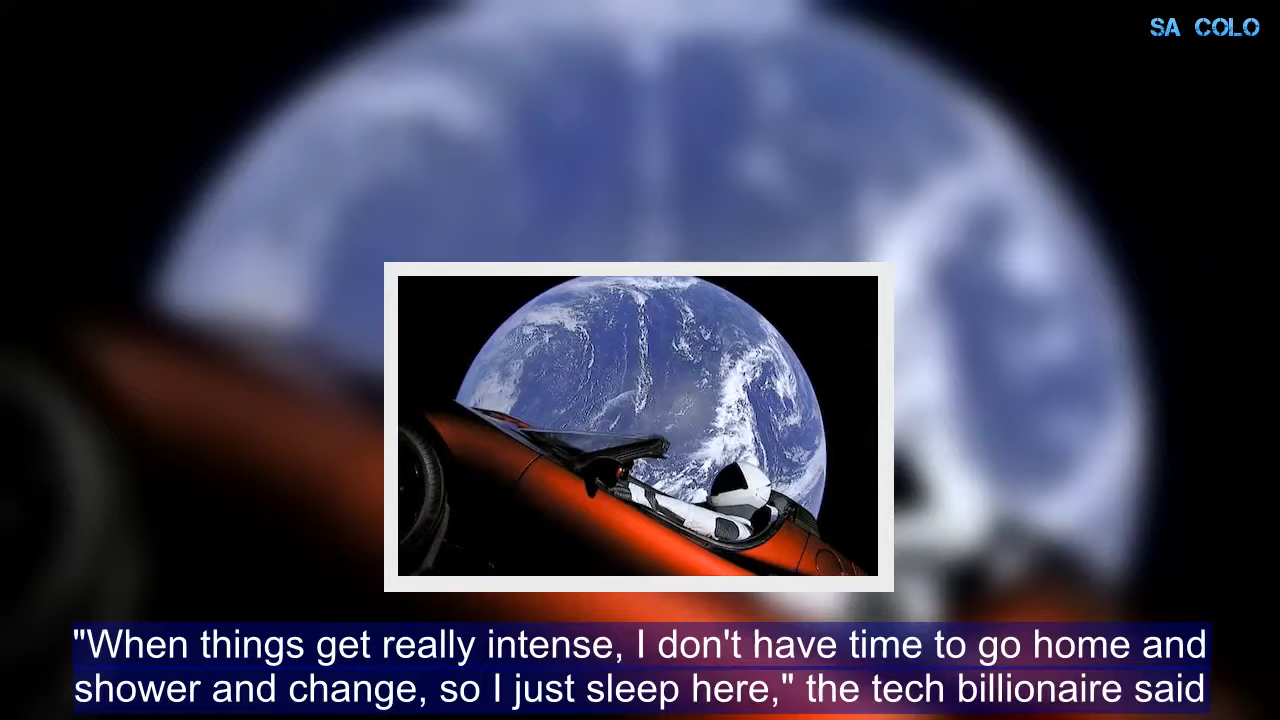 SA COLO
"When things get really intense, I don't have time to go home and
shower and change, so I just sleep here," the tech billionaire said